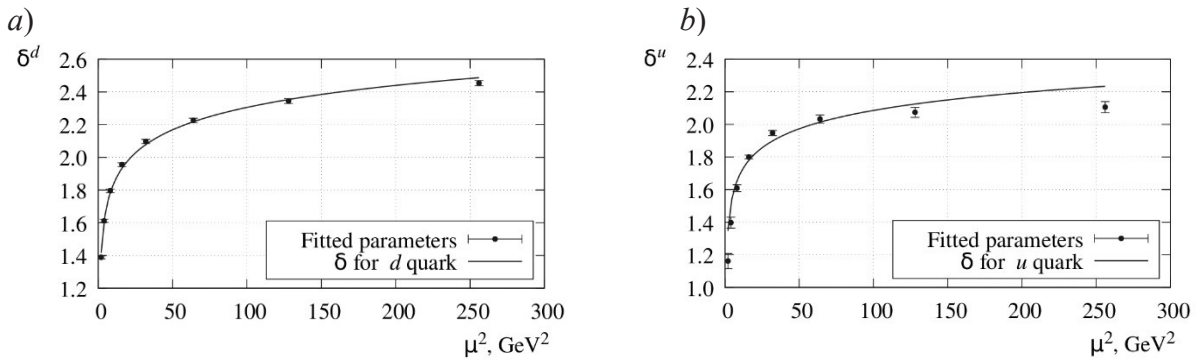 a)
δᵈ
2.6
2.4
2.2
2.0
1.8
1.6
1.4
1.2
Fitted parameters
δ for d quark
0 50 100 150 200 250 300
μ², GeV²
b)
δᵘ
2.4
2.2
2.0
1.8
1.6
1.4
1.2
1.0
Fitted parameters
δ for u quark
0 50 100 150 200 250 300
μ², GeV²